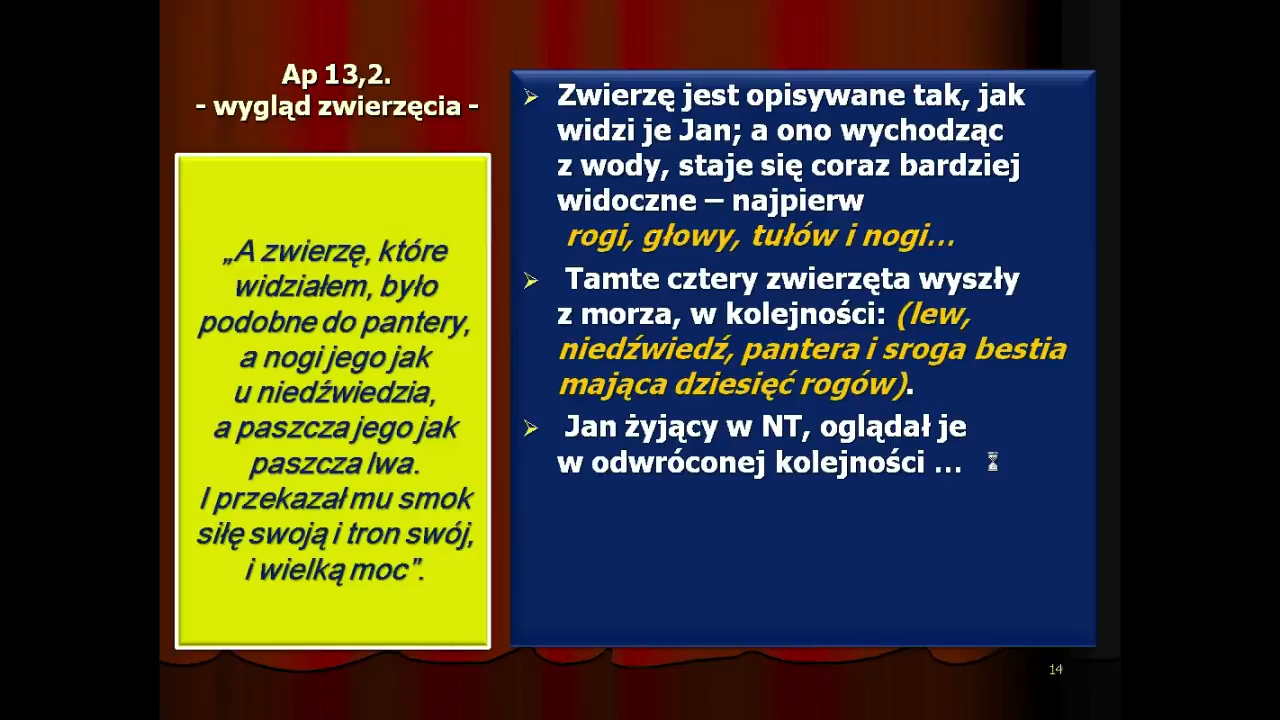 Ap 13,2.
- wygląd zwierzęcia -
„A zwierzę, które
widziałem, było
podobne do pantery,
a nogi jego jak
u niedźwiedzia,
a paszcza jego jak
paszcza lwa.
I przekazał mu smok
siłę swoją i tron swój,
i wielką moc”.
Zwierzę jest opisywane tak, jak
widzi je Jan; a ono wychodząc
z wody, staje się coraz bardziej
widoczne – najpierw
rogi, głowy, tułów i nogi…
Tamte cztery zwierzęta wyszły
z morza, w kolejności: (lew,
niedźwiedź, pantera i sroga bestia
mająca dziesięć rogów).
Jan żyjący w NT, oglądał je
w odwróconej kolejności …
14